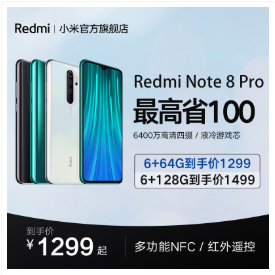 Redmi | 小米官方旗舰店
Redmi Note 8 Pro
最高省100
6400万高清四摄 / 液冷游戏芯
6+64G到手价1299
6+128G到手价1499
到手价
¥1299起
多功能NFC / 红外遥控